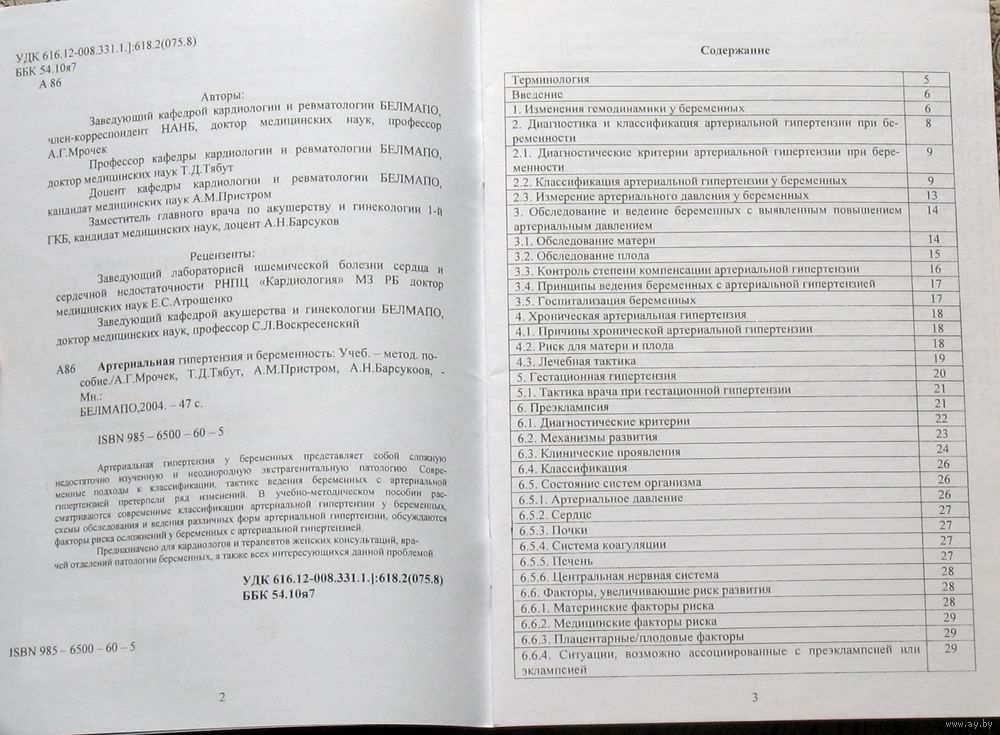 УДК 616.12-008.331.1.]:618.2(075.8)
ББК 54.10я7
А 86
Авторы:
Заведующий кафедрой кардиологии и ревматологии БЕЛМАПО,
член-корреспондент НАНБ, доктор медицинских наук, профессор
А.Г.Мрочек
Профессор кафедры кардиологии и ревматологии БЕЛМАПО,
доктор медицинских наук Т.Д.Тябут
Доцент кафедры кардиологии и ревматологии БЕЛМАПО,
кандидат медицинских наук А.М.Пристром
Заместитель главного врача по акушерству и гинекологии 1-й
ГКБ, кандидат медицинских наук, доцент А.Н.Барсуков
Рецензенты:
Заведующий лабораторией ишемической болезни сердца и
сердечной недостаточности РНПЦ «Кардиология» МЗ РБ доктор
медицинских наук Е.С.Атрощенко
Заведующий кафедрой акушерства и гинекологии БЕЛМАПО,
доктор медицинских наук, профессор С.Л.Воскресенский
А86 Артериальная гипертензия и беременность: Учеб. – метод. по-
собие./А.Г.Мрочек, Т.Д.Тябут, А.М.Пристром, А.Н.Барсукоов, -
Мн.:
БЕЛМАПО,2004. – 47 с.
ISBN 985 – 6500 – 60 – 5
Артериальная гипертензия у беременных представляет собой сложную
недостаточно изученную и неоднородную экстрагенитальную патологию Совре-
менные подходы к классификации, тактике ведения беременных с артериальной
гипертензией претерпели ряд изменений. В учебно-методическом пособии рас-
сматриваются современные классификации артериальной гипертензии у беременных,
схемы обследования и ведения различных форм артериальной гипертензии, обсуждаются
факторы риска осложнений у беременных с артериальной гипертензией.
Предназначено для кардиологов и терапевтов женских консультаций, вра-
чей отделений патологии беременных, а также всех интересующихся данной проблемой
УДК 616.12-008.331.1.]:618.2(075.8)
ББК 54.10я7
ISBN 985 – 6500 – 60 – 5
2
Содержание
Терминология 5
Введение 6
1. Изменения гемодинамики у беременных 6
2. Диагностика и классификация артериальной гипертензии при бе- 8
ременности
2.1. Диагностические критерии артериальной гипертензии при бере- 9
менности
2.2. Классификация артериальной гипертензии у беременных 9
2.3. Измерение артериального давления у беременных 13
3. Обследование и ведение беременных с выявленным повышением 14
артериальным давлением
3.1. Обследование матери 14
3.2. Обследование плода 15
3.3. Контроль степени компенсации артериальной гипертензии 16
3.4. Принципы ведения беременных с артериальной гипертензией 17
3.5. Госпитализация беременных 17
4. Хроническая артериальная гипертензия 18
4.1. Причины хронической артериальной гипертензии 18
4.2. Риск для матери и плода 18
4.3. Лечебная тактика 19
5. Гестационная гипертензия 20
5.1. Тактика врача при гестационной гипертензии 21
6. Преэклампсия 21
6.1. Диагностические критерии 22
6.2. Механизмы развития 23
6.3. Клинические проявления 24
6.4. Классификация 26
6.5. Состояние систем организма 26
6.5.1. Артериальное давление 26
6.5.2. Сердце 27
6.5.3. Почки 27
6.5.4. Система коагуляции 27
6.5.5. Печень 27
6.5.6. Центральная нервная система 28
6.6. Факторы, увеличивающие риск развития 28
6.6.1. Материнские факторы риска 28
6.6.2. Медицинские факторы риска 29
6.6.3. Плацентарные/плодовые факторы 29
6.6.4. Ситуации, возможно ассоциированные с преэклампсией или 29
эклампсией
3
www.ay.by